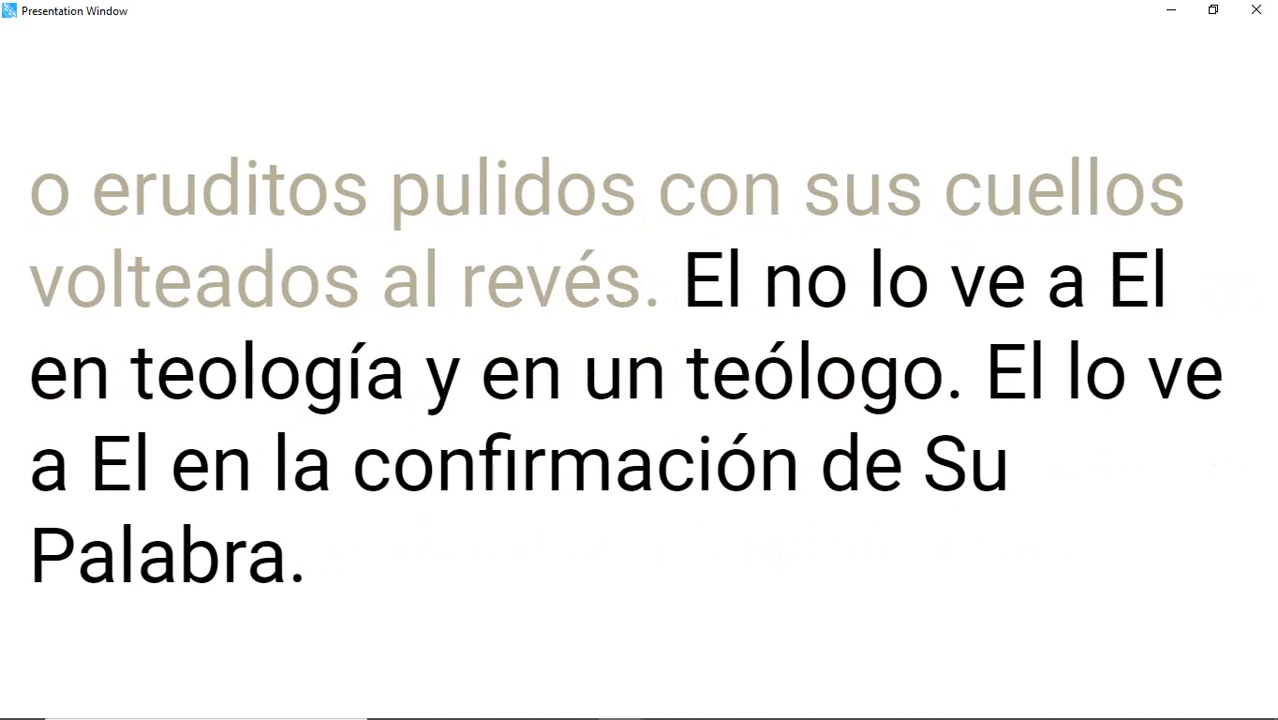 Presentation Window
o eruditos pulidos con sus cuellos
volteados al revés. El no lo ve a El
en teología y en un teólogo. El lo ve
a El en la confirmación de Su
Palabra.